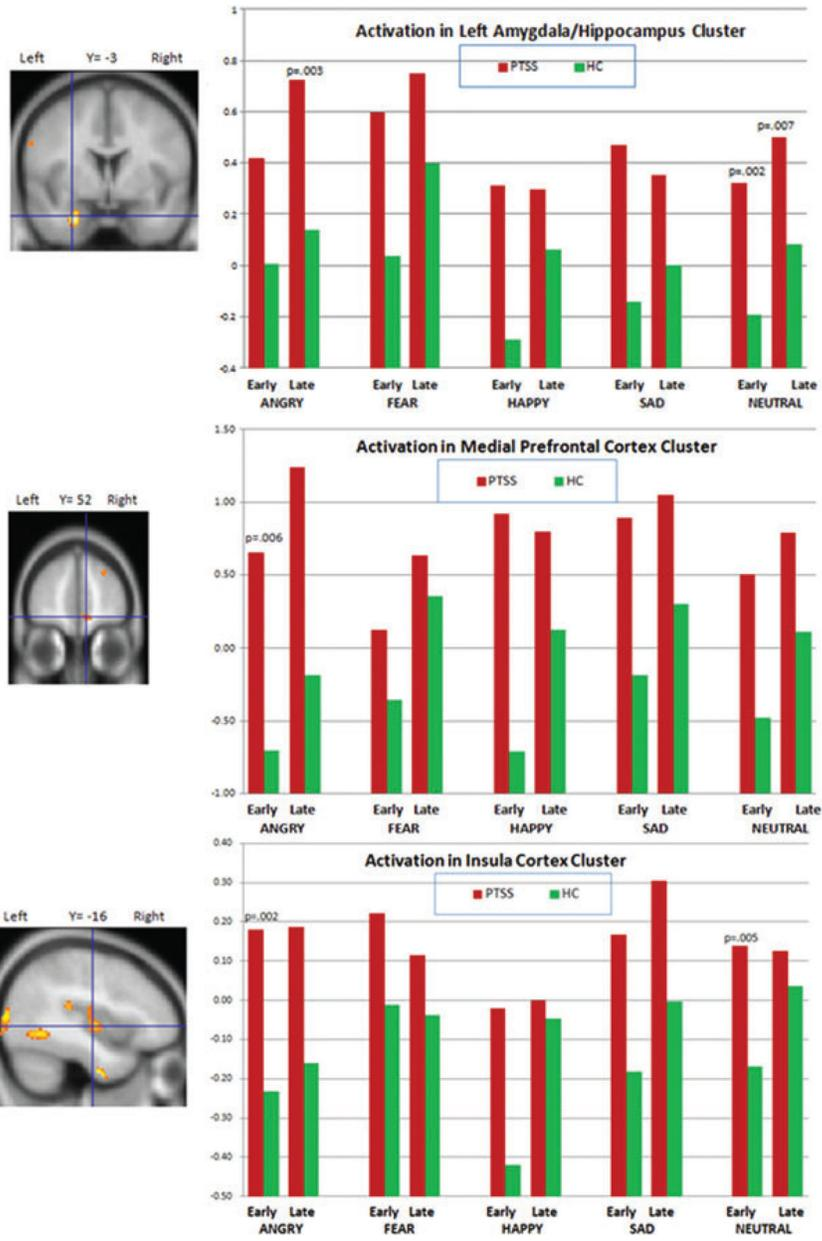 Activation in Left Amygdala/Hippocampus Cluster
PTSS HC
Left Y= -3 Right
1
0.8
0.6
0.4
0.2
0
-0.2
-0.4
p=.003
p=.002
p=.007
Early Late Early Late Early Late Early Late Early Late
ANGRY FEAR HAPPY SAD NEUTRAL
Activation in Medial Prefrontal Cortex Cluster
PTSS HC
Left Y= 52 Right
1.50
1.00
0.50
0.00
-0.50
-1.00
p=.006
Early Late Early Late Early Late Early Late Early Late
ANGRY FEAR HAPPY SAD NEUTRAL
Activation in Insula Cortex Cluster
PTSS HC
Left Y= -16 Right
0.40
0.30
0.20
0.10
0.00
-0.10
-0.20
-0.30
-0.40
-0.50
p=.002
p=.005
Early Late Early Late Early Late Early Late Early Late
ANGRY FEAR HAPPY SAD NEUTRAL